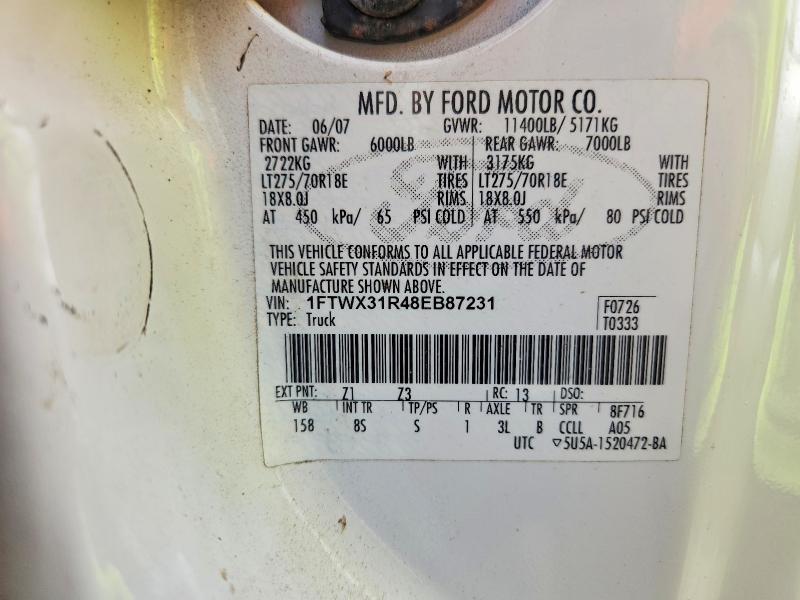 MFD. BY FORD MOTOR CO.
DATE: 06/07 GVWR: 11400LB/ 5171KG
FRONT GAWR: 6000LB REAR GAWR: 7000LB
2722KG WITH 3175KG WITH
LT275/70R18E TIRES LT275/70R18E TIRES
18X8.0J RIMS 18X8.0J RIMS
AT 450 kPa/ 65 PSI COLD AT 550 kPa/ 80 PSI COLD
Ford
THIS VEHICLE CONFORMS TO ALL APPLICABLE FEDERAL MOTOR
VEHICLE SAFETY STANDARDS IN EFFECT ON THE DATE OF
MANUFACTURE SHOWN ABOVE.
VIN: 1FTWX31R48EB87231 F0726
TYPE: Truck T0333
EXT PNT: Z1 Z3 RC: 13 DSO:
WB INT TR TP/PS R AXLE TR SPR 8F716
158 8S S 1 3L B CCLL A05
UTC ▽5U5A-1520472-BA